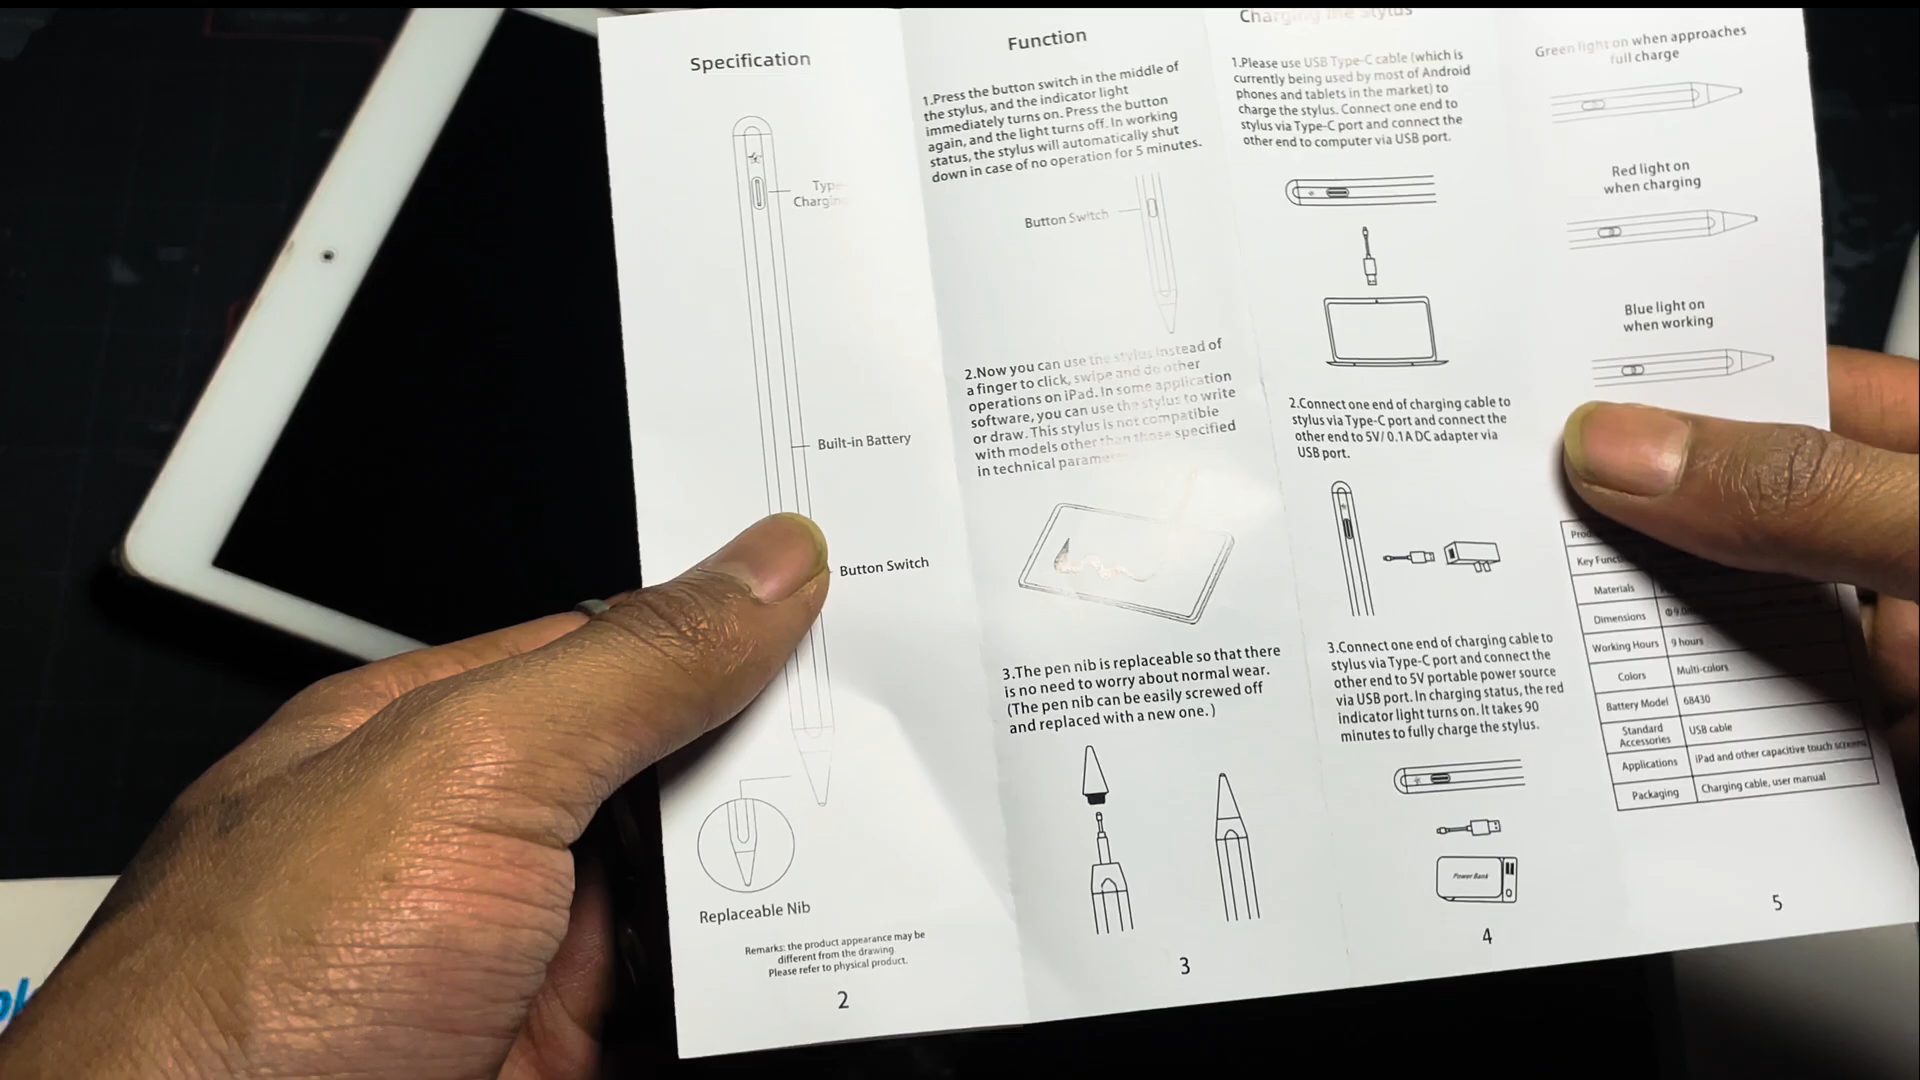 Specification
Charging
Built-in Battery
Button Switch
Replaceable Nib
Remarks: the product appearance may be
different from the drawing.
Please refer to physical product.
2
Function
1.Press the button switch in the middle of
the stylus, and the indicator light
immediately turns on. Press the button
again, and the light turns off. In working
status, the stylus will automatically shut
down in case of no operation for 5 minutes.
Button Switch
2.Now you can use the stylus instead of
a finger to click, swipe and do other
operations on iPad. In some application
software, you can use the stylus to write
or draw. This stylus is not compatible
with models other than those specified
in technical
3.The pen nib is replaceable so that there
is no need to worry about normal wear.
(The pen nib can be easily screwed off
and replaced with a new one.)
3
Charging the stylus
1.Please use USB Type-C cable (which is
currently being used by most of Android
phones and tablets in the market) to
charge the stylus. Connect one end to
stylus via Type-C port and connect the
other end to computer via USB port.
2.Connect one end of charging cable to
stylus via Type-C port and connect the
other end to 5V/ 0.1A DC adapter via
USB port.
3.Connect one end of charging cable to
stylus via Type-C port and connect the
other end to 5V portable power source
via USB port. In charging status, the red
indicator light turns on. It takes 90
minutes to fully charge the stylus.
Power Bank
4
Green light on when approaches
full charge
Red light on
when charging
Blue light on
when working
Key
Materials
Dimensions
Working Hours 9 hours
Colors Multi-colors
Battery Model 68430
Standard
Accessories USB cable
Applications iPad and other capacitive touch screens
Packaging Charging cable, user manual
5